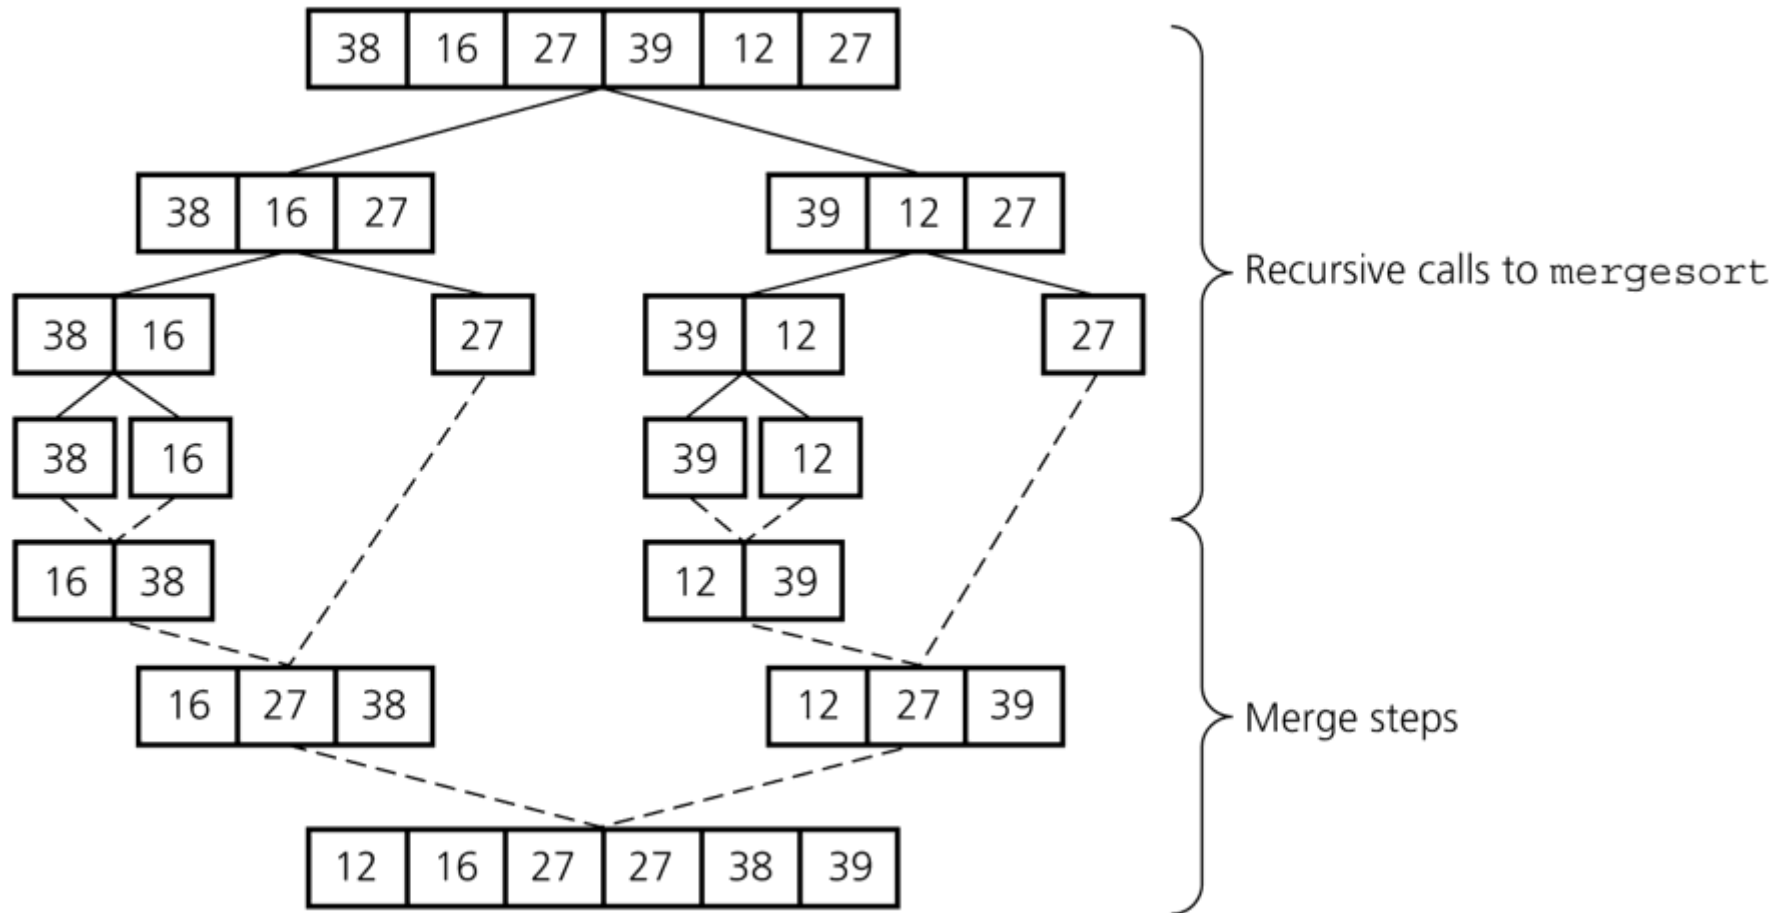 38 16 27 39 12 27
38 16 27 39 12 27
Recursive calls to mergesort
38 16 27 39 12 27
38 16 39 12
16 38 12 39
16 27 38 12 27 39
Merge steps
12 16 27 27 38 39